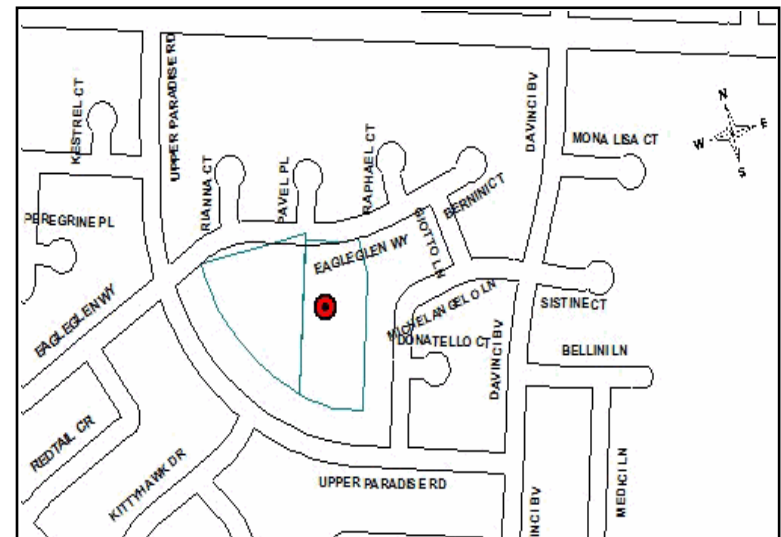 KESTREL CT
UPPER PARADISE RD
DAVINCI BV
MONA LISA CT
N
W
E
S
RIANNA CT
PAVEL PL
RAPHAEL CT
BERNINI CT
PEREGRINE PL
GIOTTO LN
EAGLEGLEN WY
EAGLEGLEN WY
MICHELANGELO LN
SISTINE CT
DONATELLO CT
DAVINCI BV
BELLINI LN
REDTAIL CR
KITTYHAWK DR
UPPER PARADISE RD
MEDICI LN
INCI BV